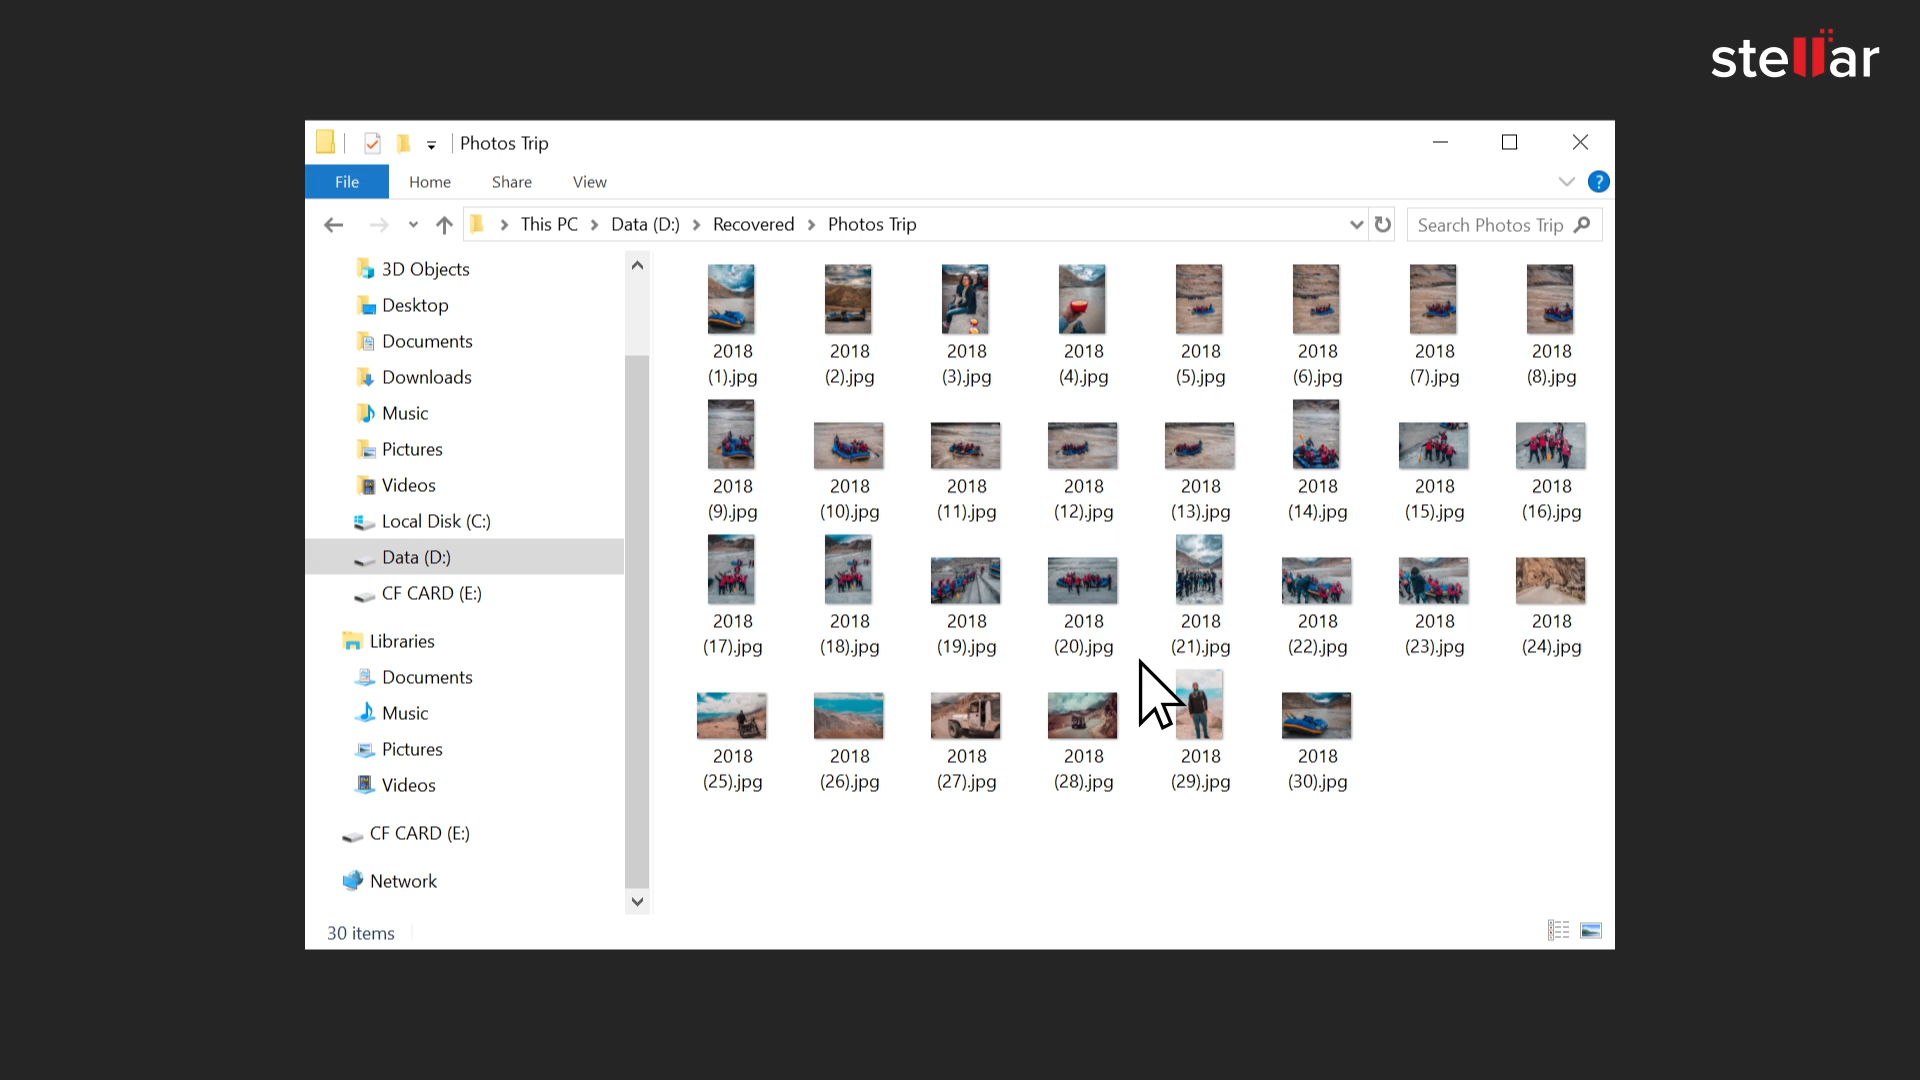 stellar
Photos Trip
File Home Share View
?
This PC Data (D:) Recovered Photos Trip
Search Photos Trip
3D Objects
Desktop
Documents
Downloads
Music
Pictures
Videos
Local Disk (C:)
Data (D:)
CF CARD (E:)
Libraries
Documents
Music
Pictures
Videos
CF CARD (E:)
Network
2018 2018 2018 2018 2018 2018 2018 2018
(1).jpg (2).jpg (3).jpg (4).jpg (5).jpg (6).jpg (7).jpg (8).jpg
2018 2018 2018 2018 2018 2018 2018 2018
(9).jpg (10).jpg (11).jpg (12).jpg (13).jpg (14).jpg (15).jpg (16).jpg
2018 2018 2018 2018 2018 2018 2018 2018
(17).jpg (18).jpg (19).jpg (20).jpg (21).jpg (22).jpg (23).jpg (24).jpg
2018 2018 2018 2018 2018 2018
(25).jpg (26).jpg (27).jpg (28).jpg (29).jpg (30).jpg
30 items